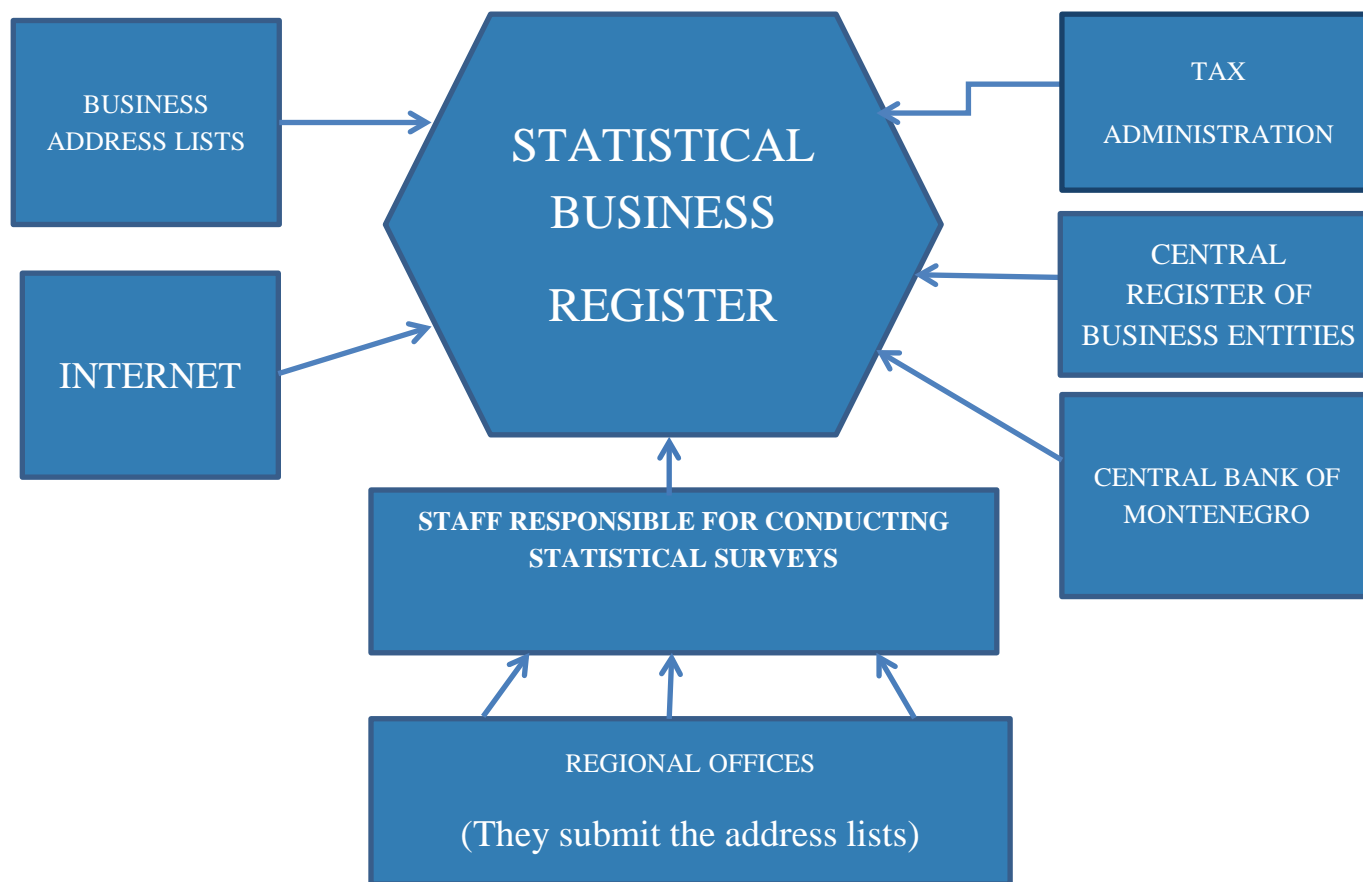 BUSINESS
ADDRESS LISTS
INTERNET
STATISTICAL
BUSINESS
REGISTER
TAX
ADMINISTRATION
CENTRAL
REGISTER OF
BUSINESS ENTITIES
CENTRAL BANK OF
MONTENEGRO
STAFF RESPONSIBLE FOR CONDUCTING
STATISTICAL SURVEYS
REGIONAL OFFICES
(They submit the address lists)